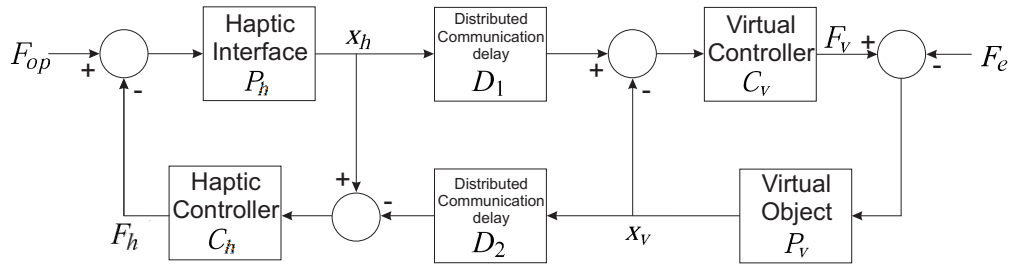 F_op
+
-
Haptic
Interface
P_h
x_h
Distributed
Communication
delay
D_1
+
-
Virtual
Controller
C_v
F_v
+
-
F_e
F_h
Haptic
Controller
C_h
+
-
Distributed
Communication
delay
D_2
x_v
Virtual
Object
P_v